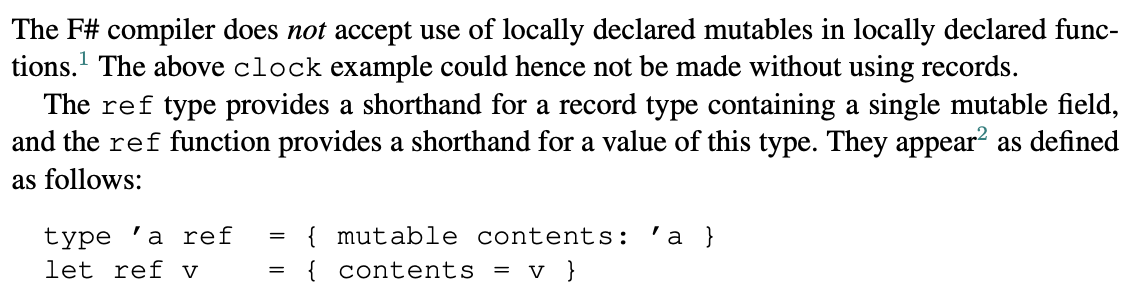 The F# compiler does not accept use of locally declared mutables in locally declared func-
tions.1 The above clock example could hence not be made without using records.
The ref type provides a shorthand for a record type containing a single mutable field,
and the ref function provides a shorthand for a value of this type. They appear2 as defined
as follows:
type ’a ref = { mutable contents: ’a }
let ref v = { contents = v }